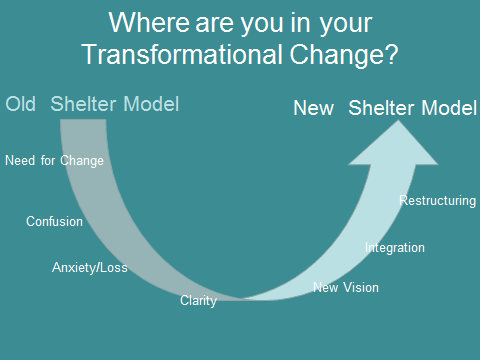 Where are you in your
Transformational Change?
Old Shelter Model
New Shelter Model
Need for Change
Confusion
Anxiety/Loss
Clarity
New Vision
Integration
Restructuring